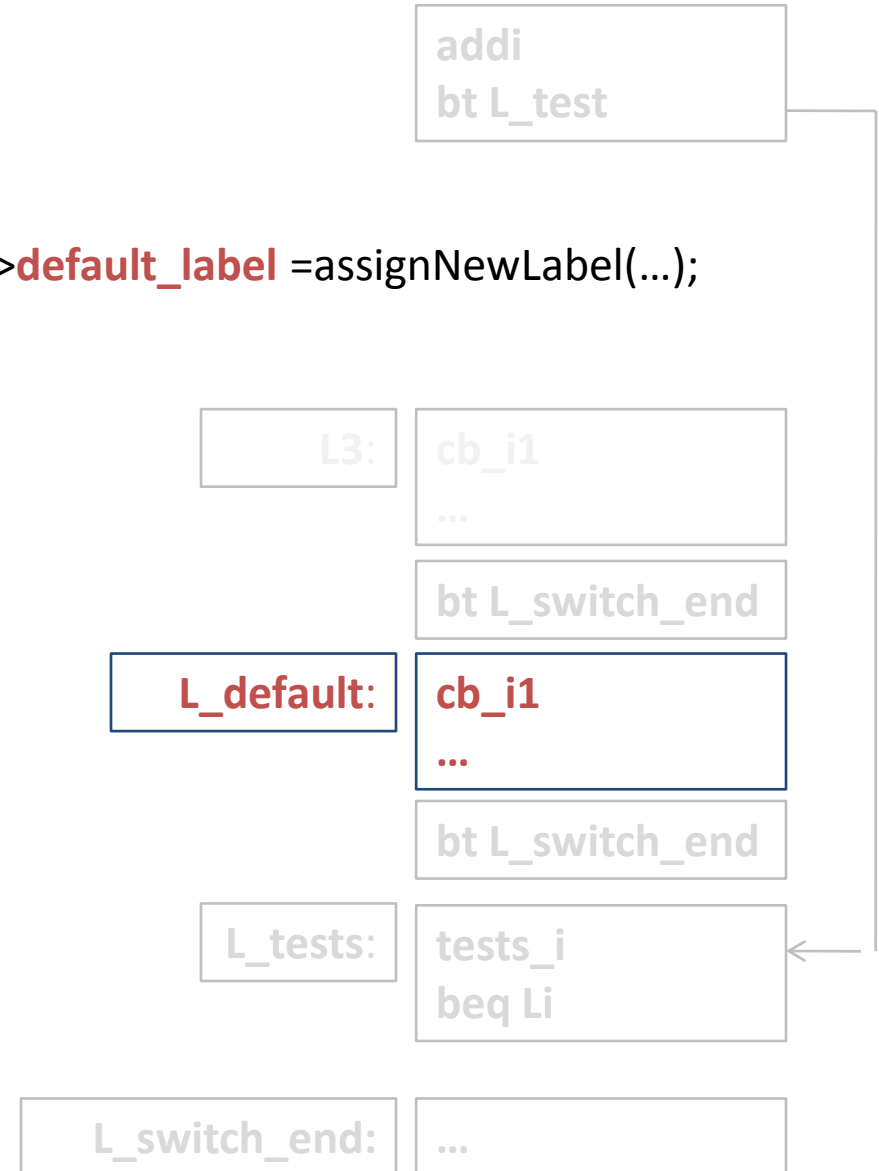 addi
bt L_test
>default_label =assignNewLabel(…);
L3: cb_i1
…
bt L_switch_end
L_default: cb_i1
…
bt L_switch_end
L_tests: tests_i
beq Li
L_switch_end: …